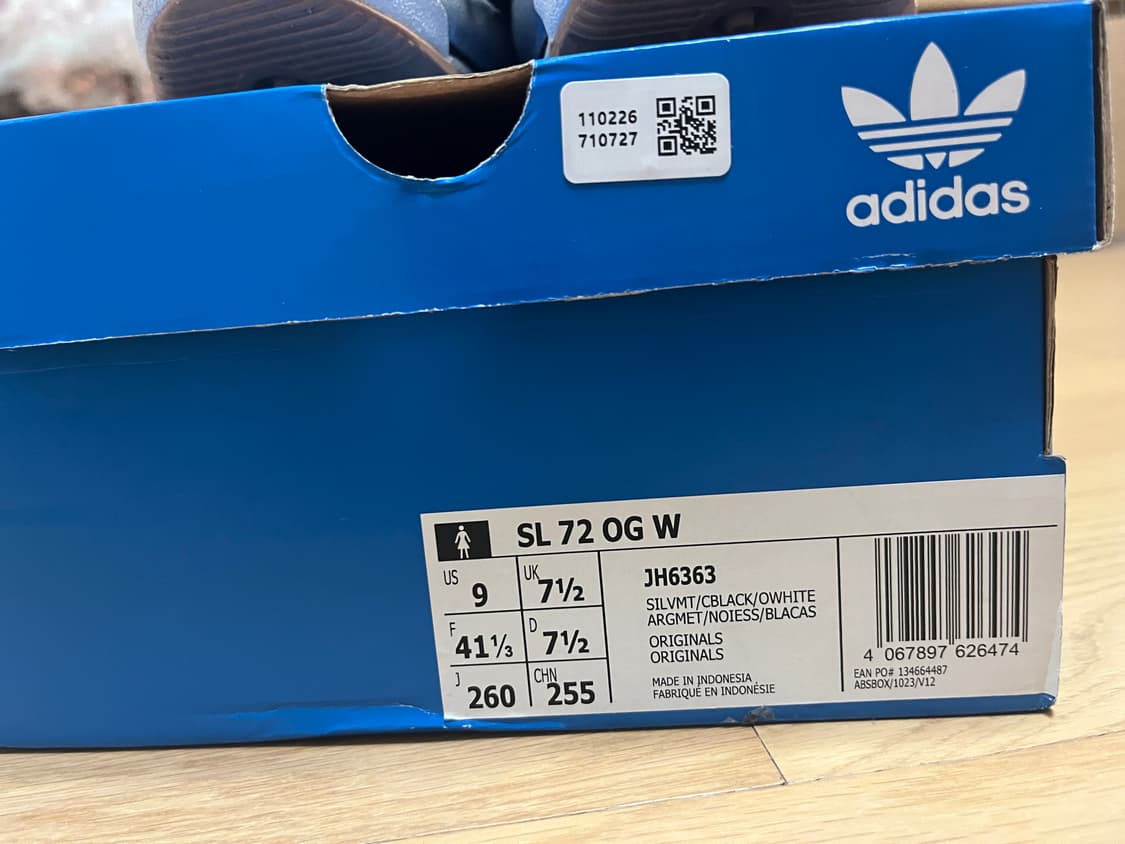 110226
710727
adidas
SL 72 OG W
US 9
UK 7½
F 41⅓
D 7½
J 260
CHN 255
JH6363
SILVMT/CBLACK/OWHITE
ARGMET/NOIESS/BLACAS
ORIGINALS
ORIGINALS
MADE IN INDONESIA
FABRIQUÉ EN INDONÉSIE
4 067897 626474
EAN PO# 134664487
ABSBOX/1023/V12